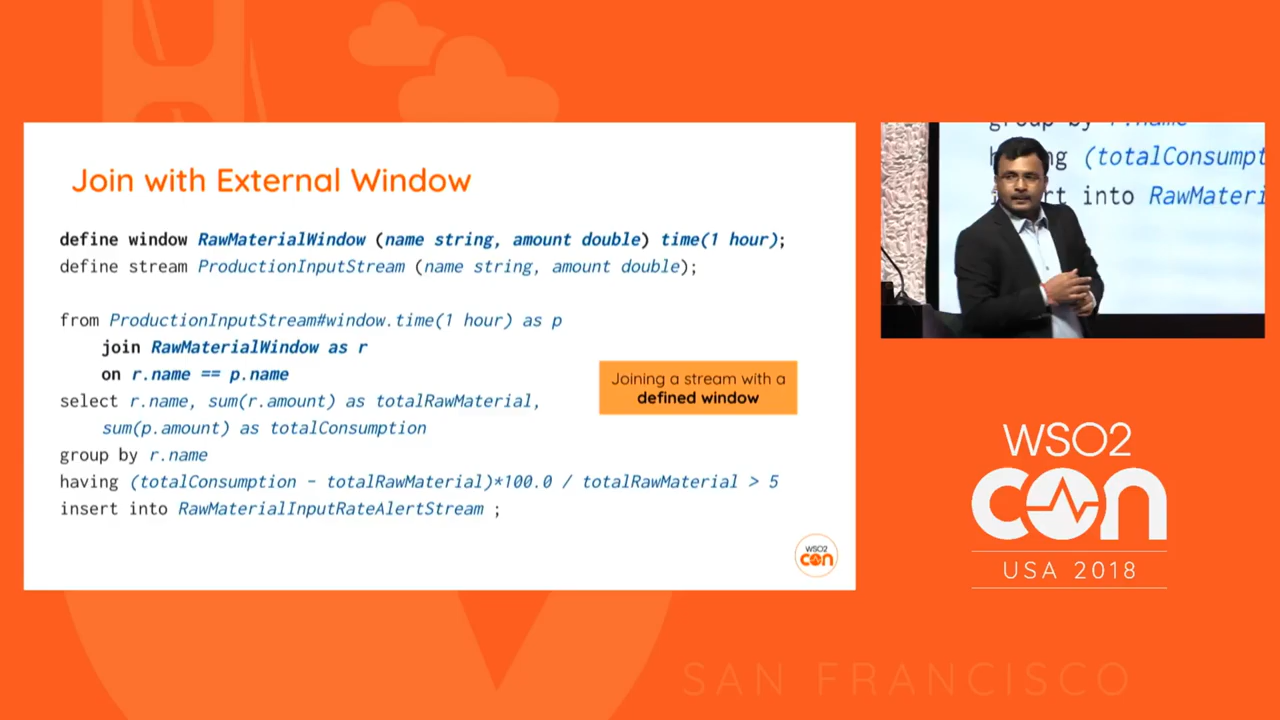 Join with External Window
define window RawMaterialWindow (name string, amount double) time(1 hour);
define stream ProductionInputStream (name string, amount double);
from ProductionInputStream#window.time(1 hour) as p
join RawMaterialWindow as r
on r.name == p.name
select r.name, sum(r.amount) as totalRawMaterial,
sum(p.amount) as totalConsumption
group by r.name
having (totalConsumption - totalRawMaterial)*100.0 / totalRawMaterial > 5
insert into RawMaterialInputRateAlertStream ;
Joining a stream with a
defined window
WSO2
con
group by r.name
(totalConsumpt
into RawMateri
WSO2
con
USA 2018
SAN FRANCISCO